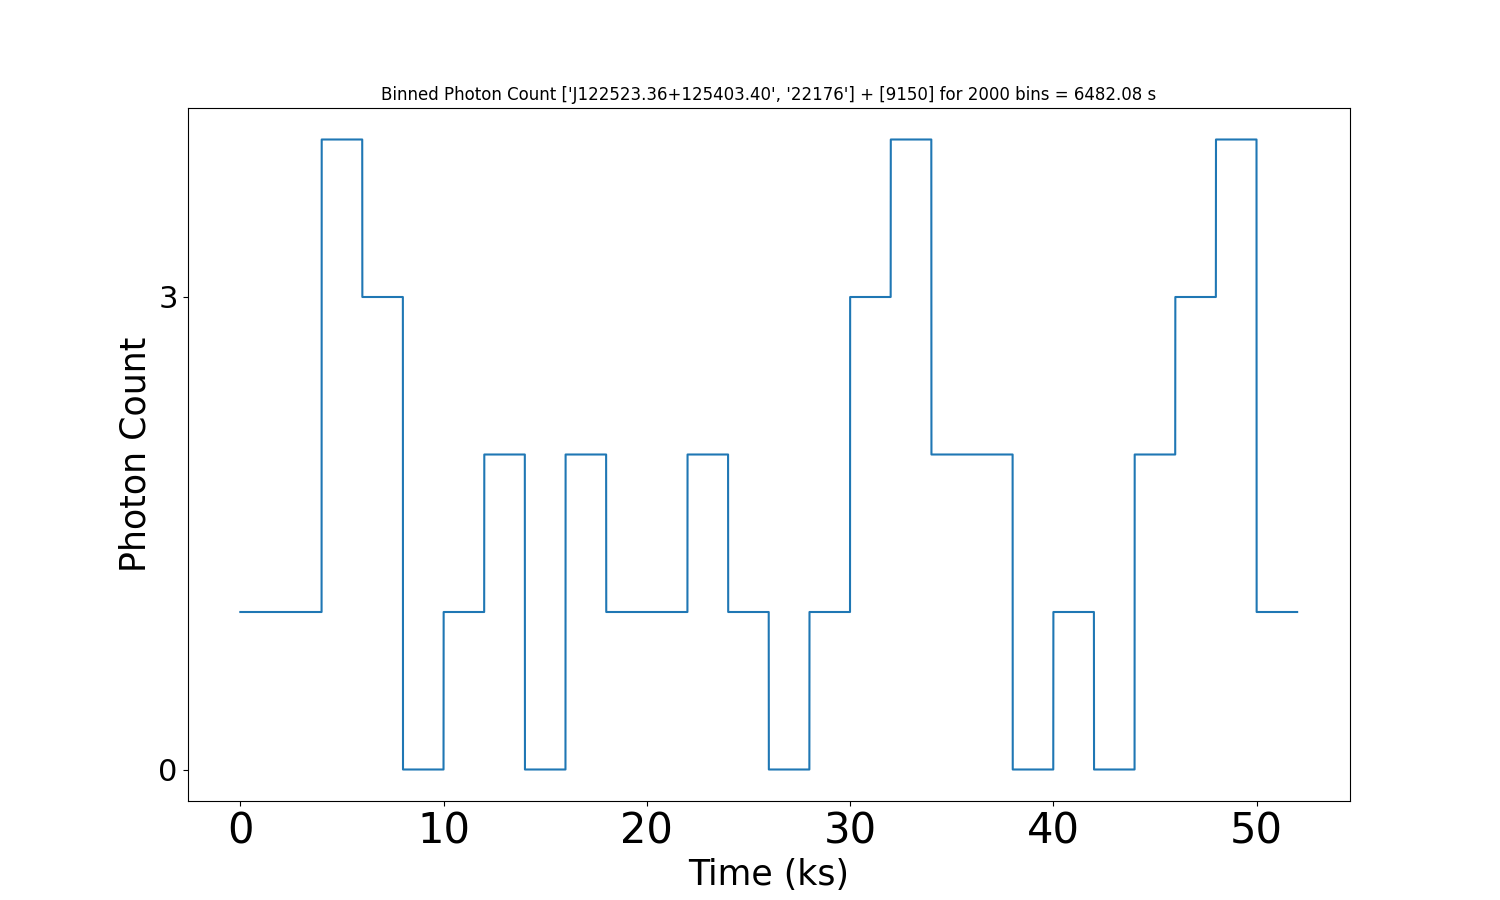 Binned Photon Count ['J122523.36+125403.40', '22176'] + [9150] for 2000 bins = 6482.08 s
Photon Count
3
0
0 10 20 30 40 50
Time (ks)